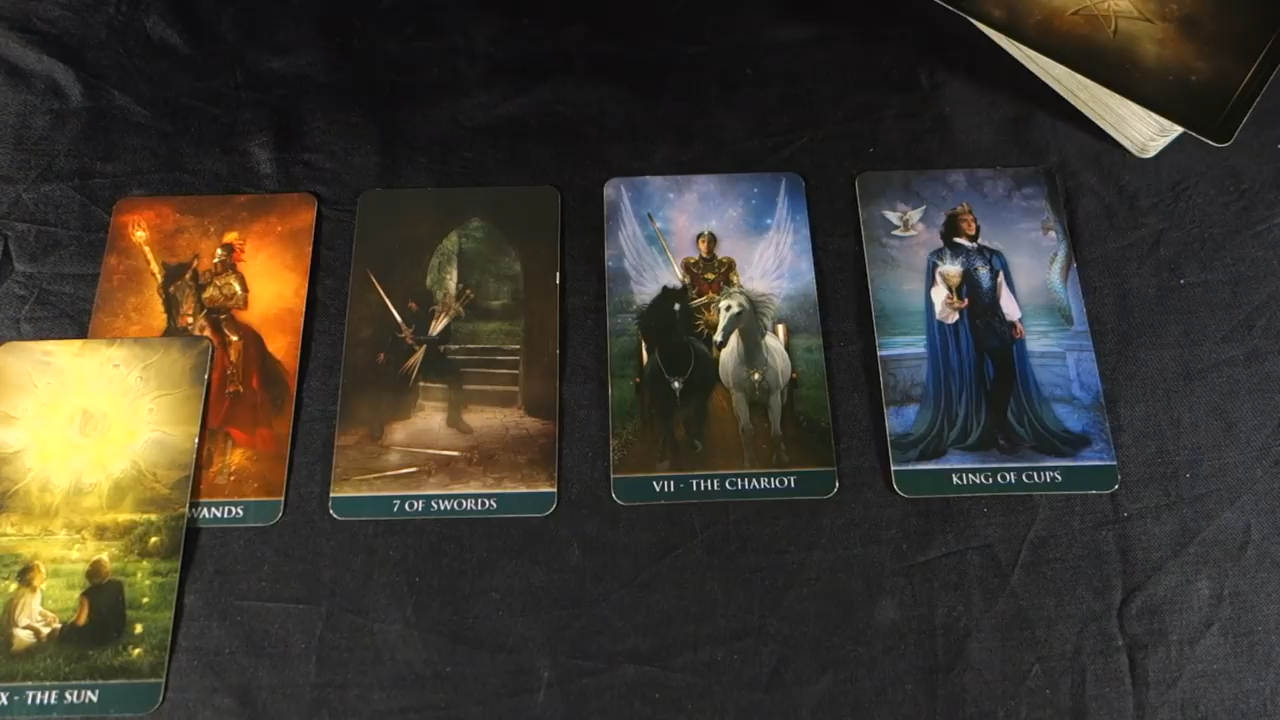 WANDS
7 OF SWORDS
VII - THE CHARIOT
KING OF CUPS
X - THE SUN